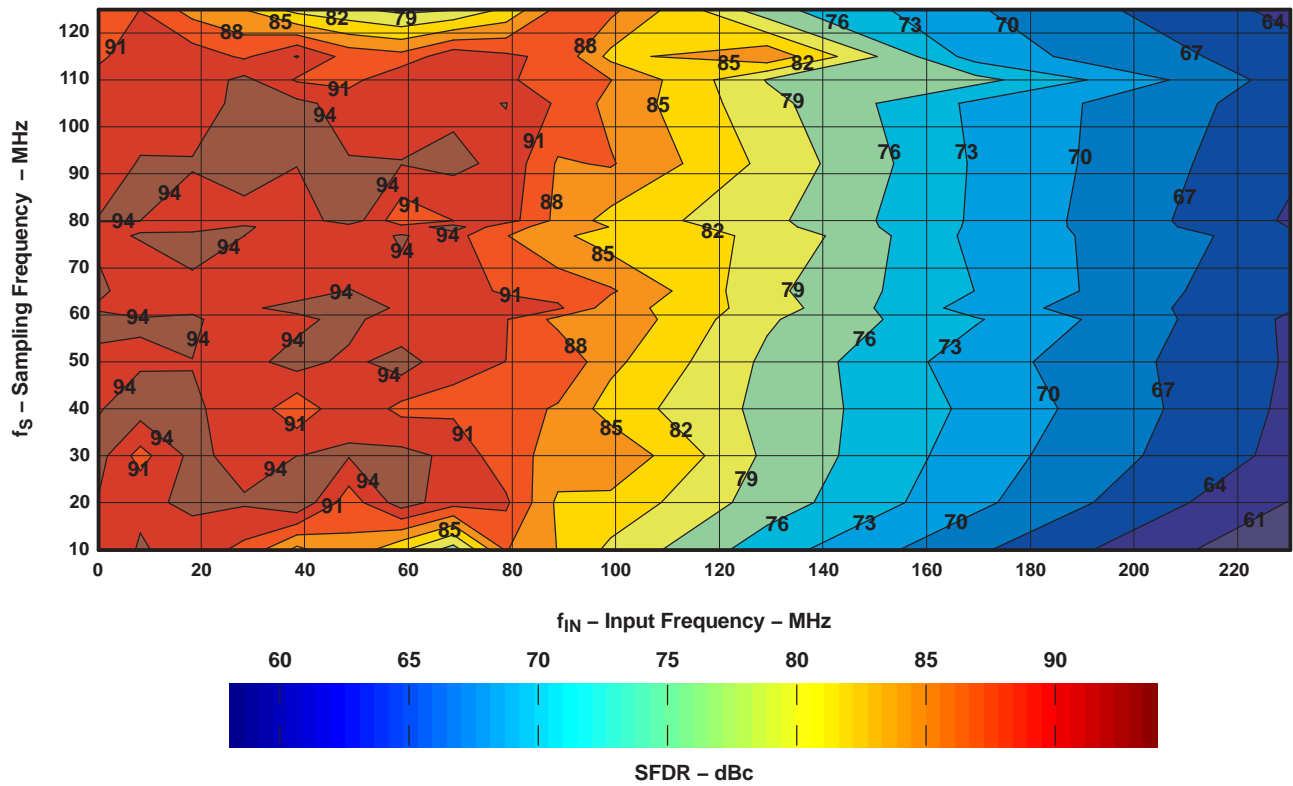 120
110
100
90
80
70
60
50
40
30
20
10
fS – Sampling Frequency – MHz
85 82 79 76 73 70 64
91 88 88 67
85 82
91 79
94 85
91 76 73 70
94 94 88 67
94 91
94 94 94 82
85
94 91 79
94 94 94 88 76 73
94 94 70 67
94 91 91 85 82
91 94 94 79 64
91 76 73 70 61
85
0 20 40 60 80 100 120 140 160 180 200 220
fIN – Input Frequency – MHz
60 65 70 75 80 85 90
SFDR – dBc